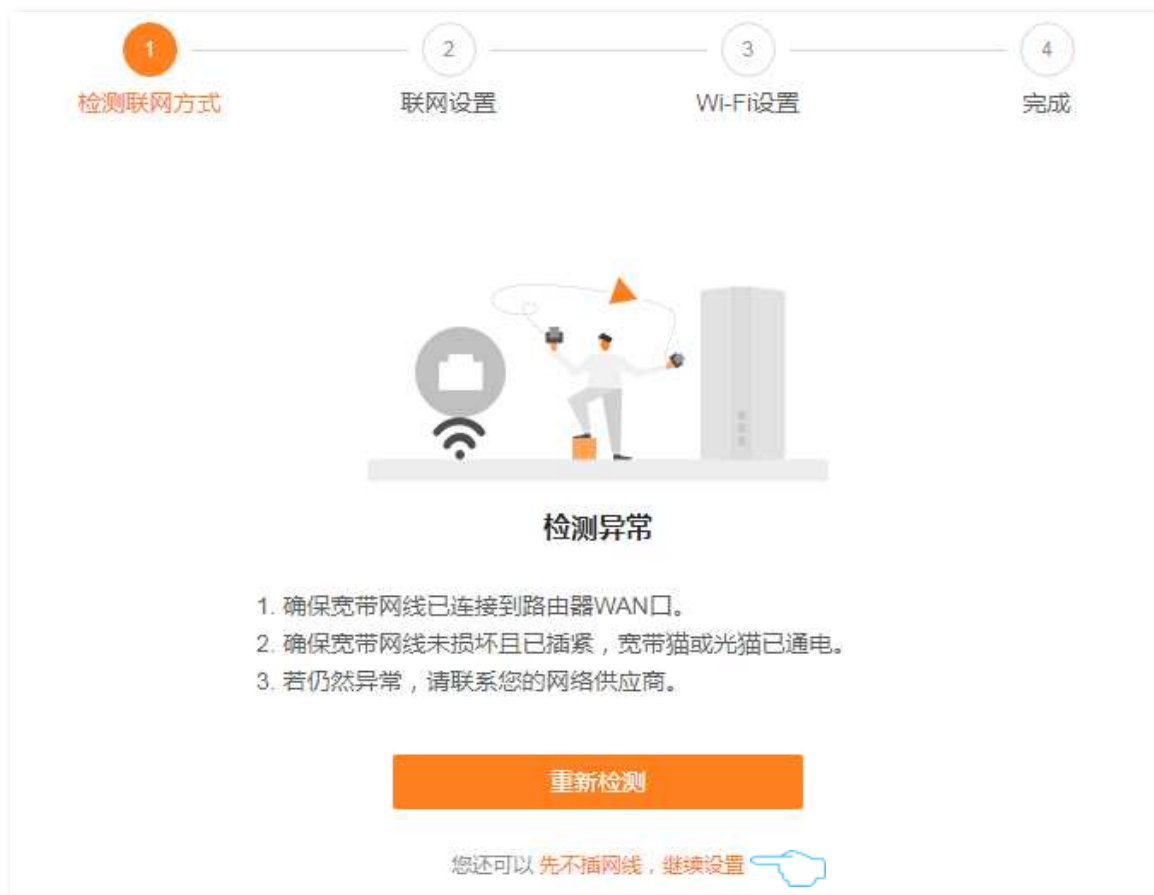 1
2
3
4
检测联网方式
联网设置
Wi-Fi设置
完成
检测异常
1. 确保宽带网线已连接到路由器WAN口。
2. 确保宽带网线未损坏且已插紧，宽带猫或光猫已通电。
3. 若仍然异常，请联系您的网络供应商。
重新检测
您还可以 先不插网线，继续设置